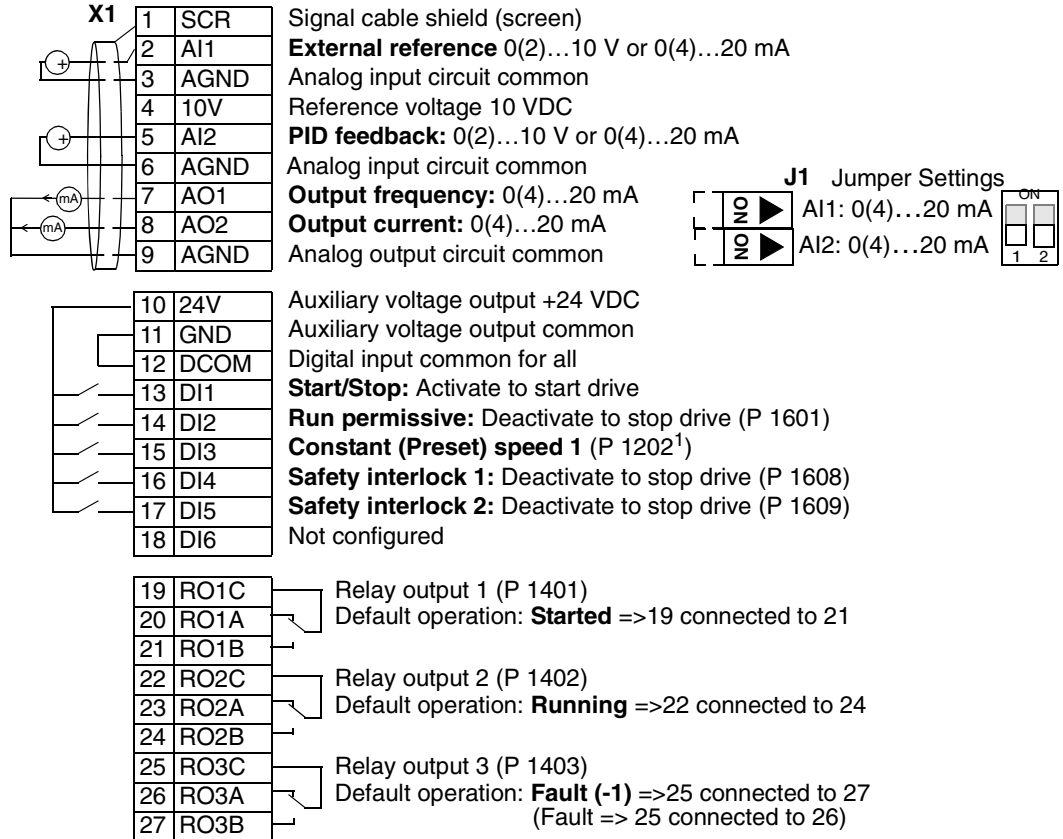 X1
1 SCR Signal cable shield (screen)
2 AI1 External reference 0(2)…10 V or 0(4)…20 mA
3 AGND Analog input circuit common
4 10V Reference voltage 10 VDC
5 AI2 PID feedback: 0(2)…10 V or 0(4)…20 mA
6 AGND Analog input circuit common
7 AO1 Output frequency: 0(4)…20 mA
8 AO2 Output current: 0(4)…20 mA
9 AGND Analog output circuit common
+
+
mA
mA
J1 Jumper Settings
ON AI1: 0(4)…20 mA
ON AI2: 0(4)…20 mA
ON
1 2
10 24V Auxiliary voltage output +24 VDC
11 GND Auxiliary voltage output common
12 DCOM Digital input common for all
13 DI1 Start/Stop: Activate to start drive
14 DI2 Run permissive: Deactivate to stop drive (P 1601)
15 DI3 Constant (Preset) speed 1 (P 1202¹)
16 DI4 Safety interlock 1: Deactivate to stop drive (P 1608)
17 DI5 Safety interlock 2: Deactivate to stop drive (P 1609)
18 DI6 Not configured
19 RO1C Relay output 1 (P 1401)
20 RO1A Default operation: Started =>19 connected to 21
21 RO1B
22 RO2C Relay output 2 (P 1402)
23 RO2A Default operation: Running =>22 connected to 24
24 RO2B
25 RO3C Relay output 3 (P 1403)
26 RO3A Default operation: Fault (-1) =>25 connected to 27
27 RO3B (Fault => 25 connected to 26)